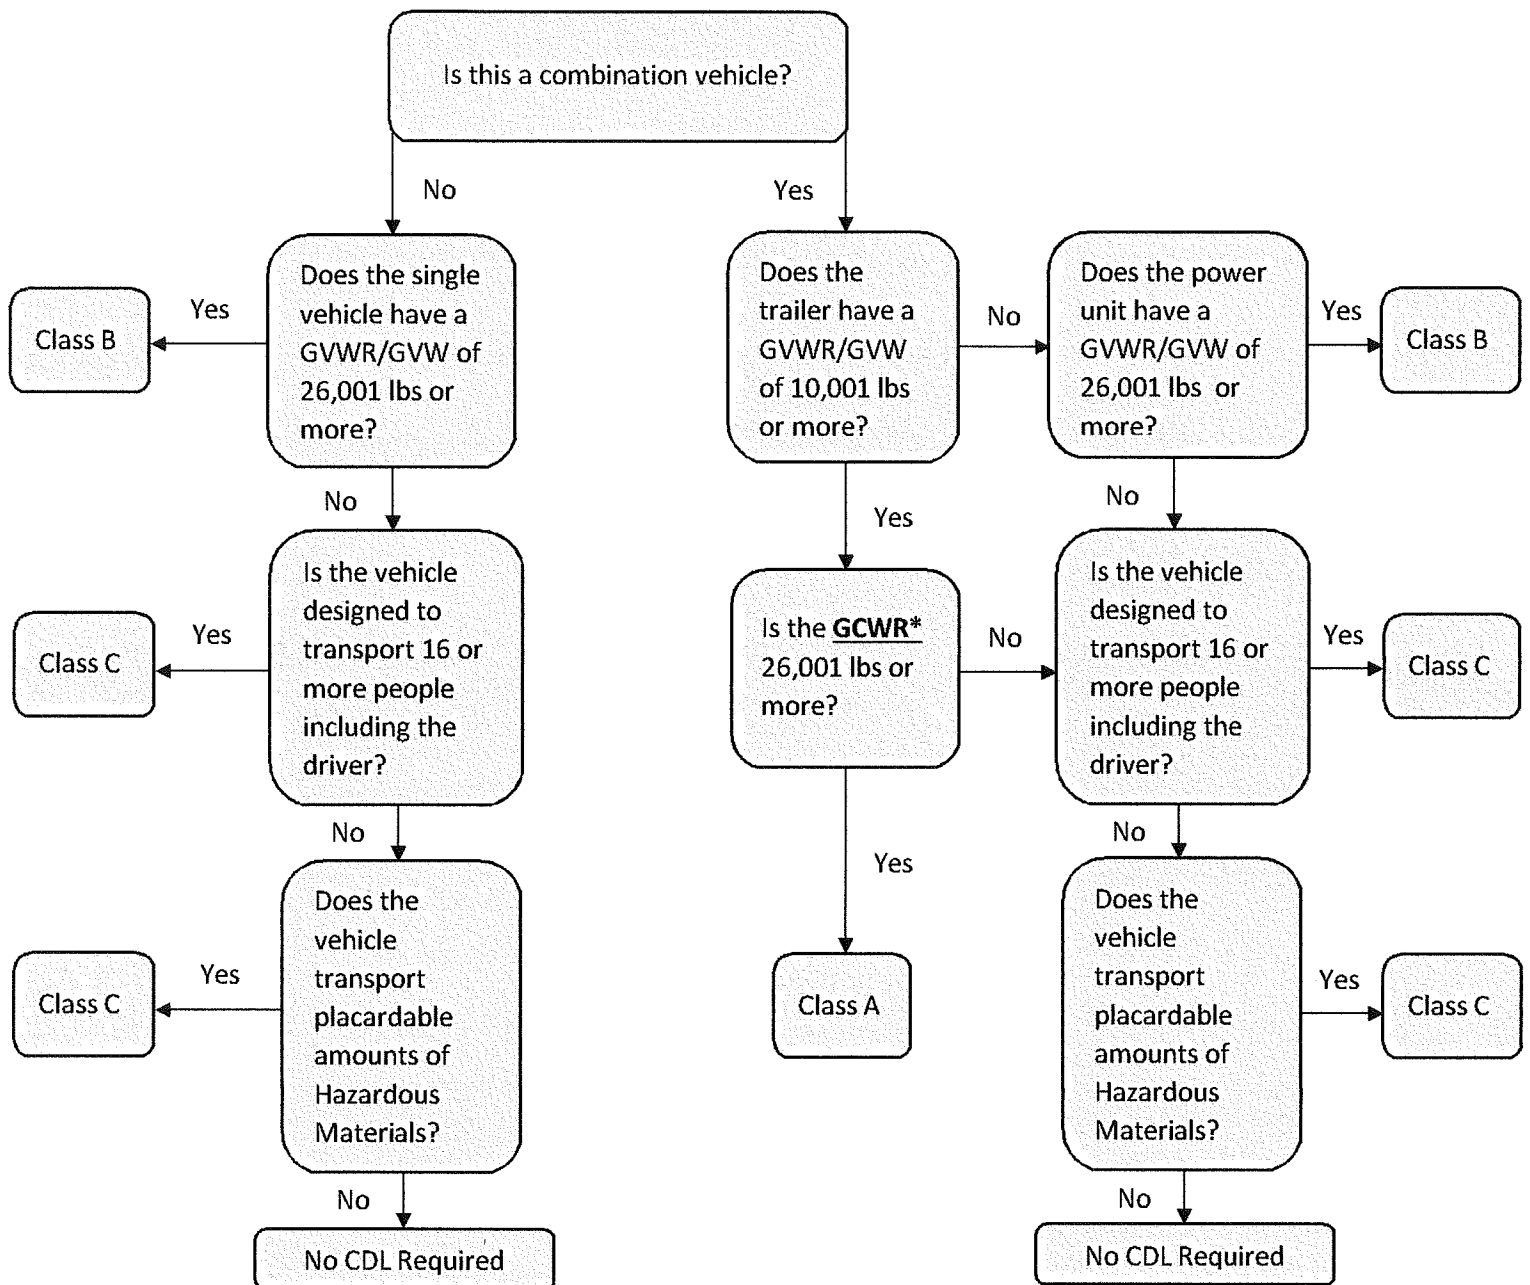 Is this a combination vehicle?
No
Yes
Does the single
vehicle have a
GVWR/GVW of
26,001 lbs or
more?
Yes
Class B
No
Is the vehicle
designed to
transport 16 or
more people
including the
driver?
Yes
Class C
No
Does the
vehicle
transport
placardable
amounts of
Hazardous
Materials?
Yes
Class C
No
No CDL Required
Does the
trailer have a
GVWR/GVW
of 10,001 lbs
or more?
No
Yes
Is the GCWR*
26,001 lbs or
more?
No
Yes
Class A
Does the power
unit have a
GVWR/GVW of
26,001 lbs or
more?
Yes
Class B
No
Is the vehicle
designed to
transport 16 or
more people
including the
driver?
Yes
Class C
No
Does the
vehicle
transport
placardable
amounts of
Hazardous
Materials?
Yes
Class C
No
No CDL Required